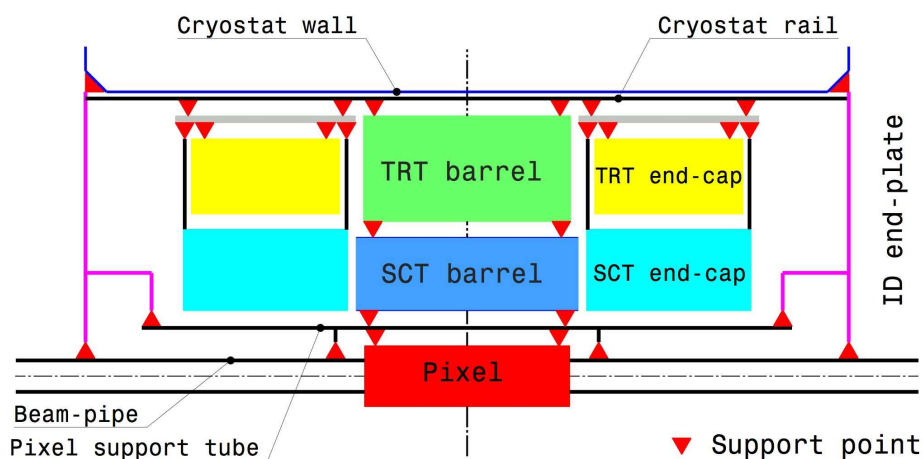 Cryostat wall
Cryostat rail
TRT barrel
TRT end-cap
SCT barrel
SCT end-cap
ID end-plate
Pixel
Beam-pipe
Pixel support tube
Support point